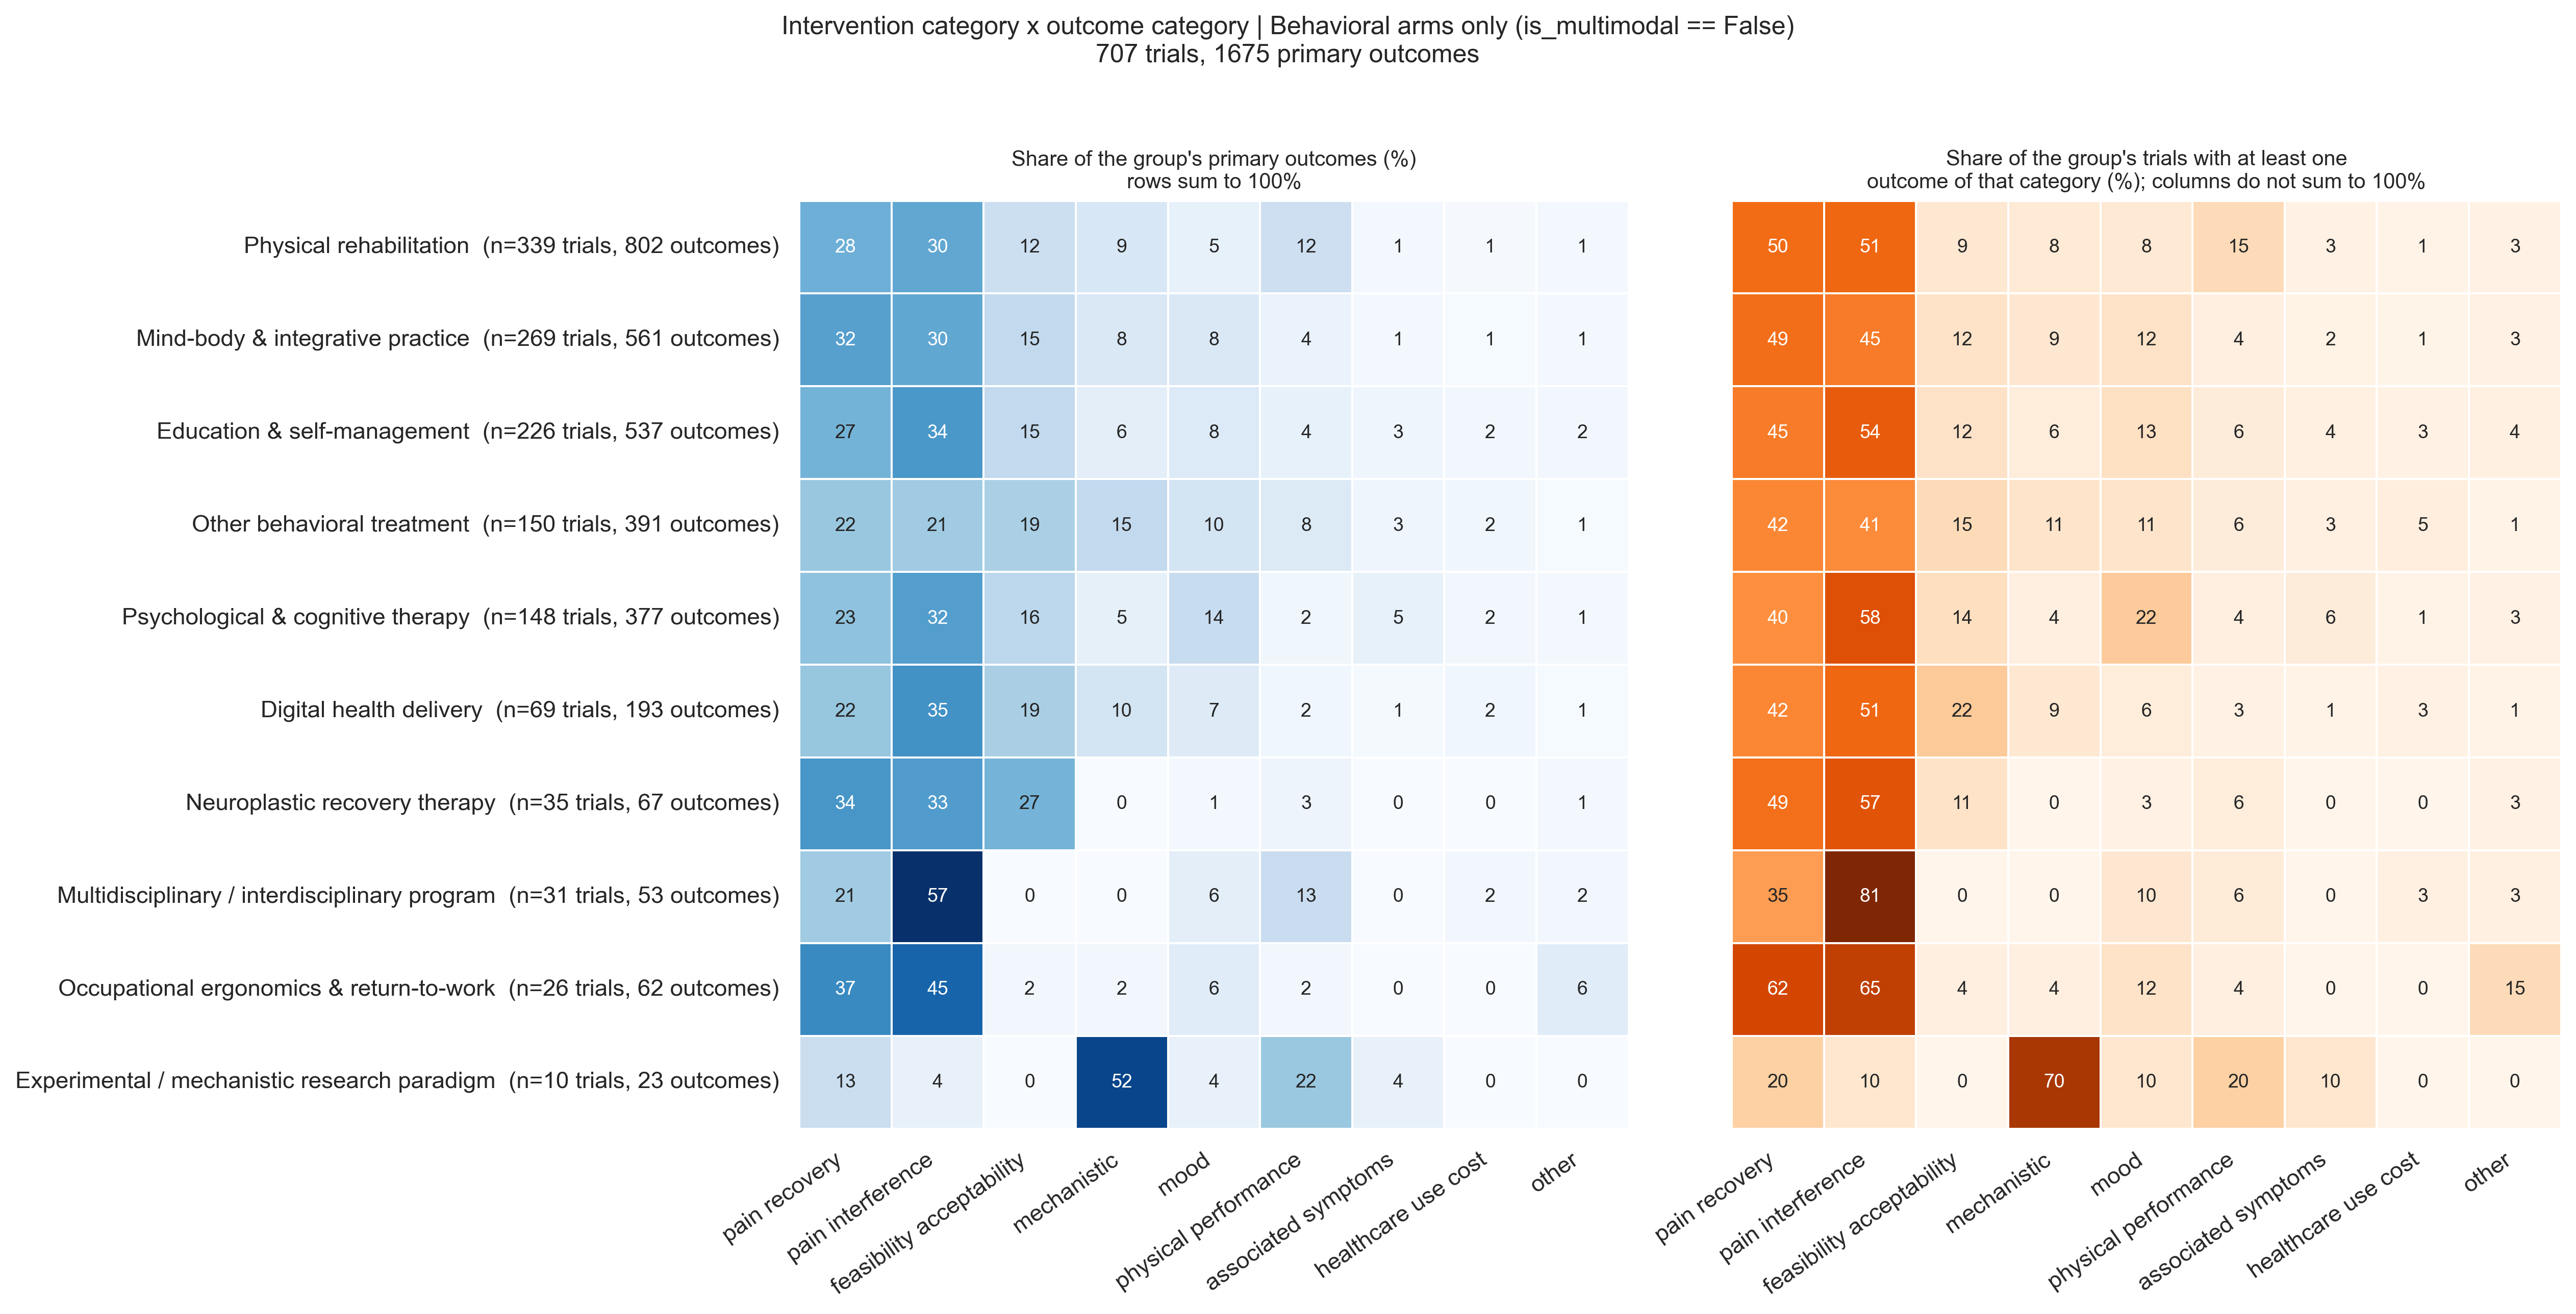 Intervention category x outcome category | Behavioral arms only (is_multimodal == False)
707 trials, 1675 primary outcomes
Share of the group's primary outcomes (%)
rows sum to 100%
Share of the group's trials with at least one
outcome of that category (%); columns do not sum to 100%
Physical rehabilitation (n=339 trials, 802 outcomes) 28 30 12 9 5 12 1 1 1 50 51 9 8 8 15 3 1 3
Mind-body & integrative practice (n=269 trials, 561 outcomes) 32 30 15 8 8 4 1 1 1 49 45 12 9 12 4 2 1 3
Education & self-management (n=226 trials, 537 outcomes) 27 34 15 6 8 4 3 2 2 45 54 12 6 13 6 4 3 4
Other behavioral treatment (n=150 trials, 391 outcomes) 22 21 19 15 10 8 3 2 1 42 41 15 11 11 6 3 5 1
Psychological & cognitive therapy (n=148 trials, 377 outcomes) 23 32 16 5 14 2 5 2 1 40 58 14 4 22 4 6 1 3
Digital health delivery (n=69 trials, 193 outcomes) 22 35 19 10 7 2 1 2 1 42 51 22 9 6 3 1 3 1
Neuroplastic recovery therapy (n=35 trials, 67 outcomes) 34 33 27 0 1 3 0 0 1 49 57 11 0 3 6 0 0 3
Multidisciplinary / interdisciplinary program (n=31 trials, 53 outcomes) 21 57 0 0 6 13 0 2 2 35 81 0 0 10 6 0 3 3
Occupational ergonomics & return-to-work (n=26 trials, 62 outcomes) 37 45 2 2 6 2 0 0 6 62 65 4 4 12 4 0 0 15
Experimental / mechanistic research paradigm (n=10 trials, 23 outcomes) 13 4 0 52 4 22 4 0 0 20 10 0 70 10 20 10 0 0
pain recovery
pain interference
feasibility acceptability
mechanistic
mood
physical performance
associated symptoms
healthcare use cost
other
pain recovery
pain interference
feasibility acceptability
mechanistic
mood
physical performance
associated symptoms
healthcare use cost
other